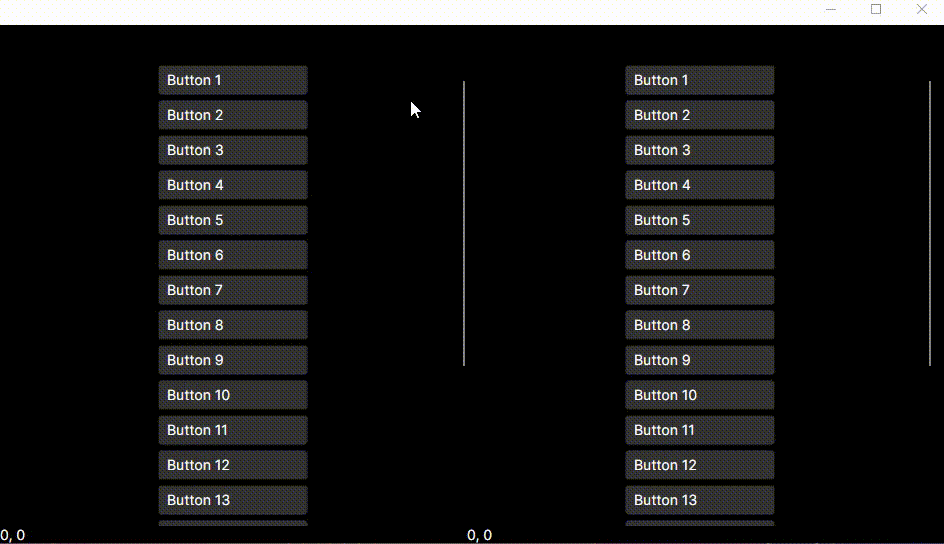 Button 1
Button 2
Button 3
Button 4
Button 5
Button 6
Button 7
Button 8
Button 9
Button 10
Button 11
Button 12
Button 13
0, 0
Button 1
Button 2
Button 3
Button 4
Button 5
Button 6
Button 7
Button 8
Button 9
Button 10
Button 11
Button 12
Button 13
0, 0